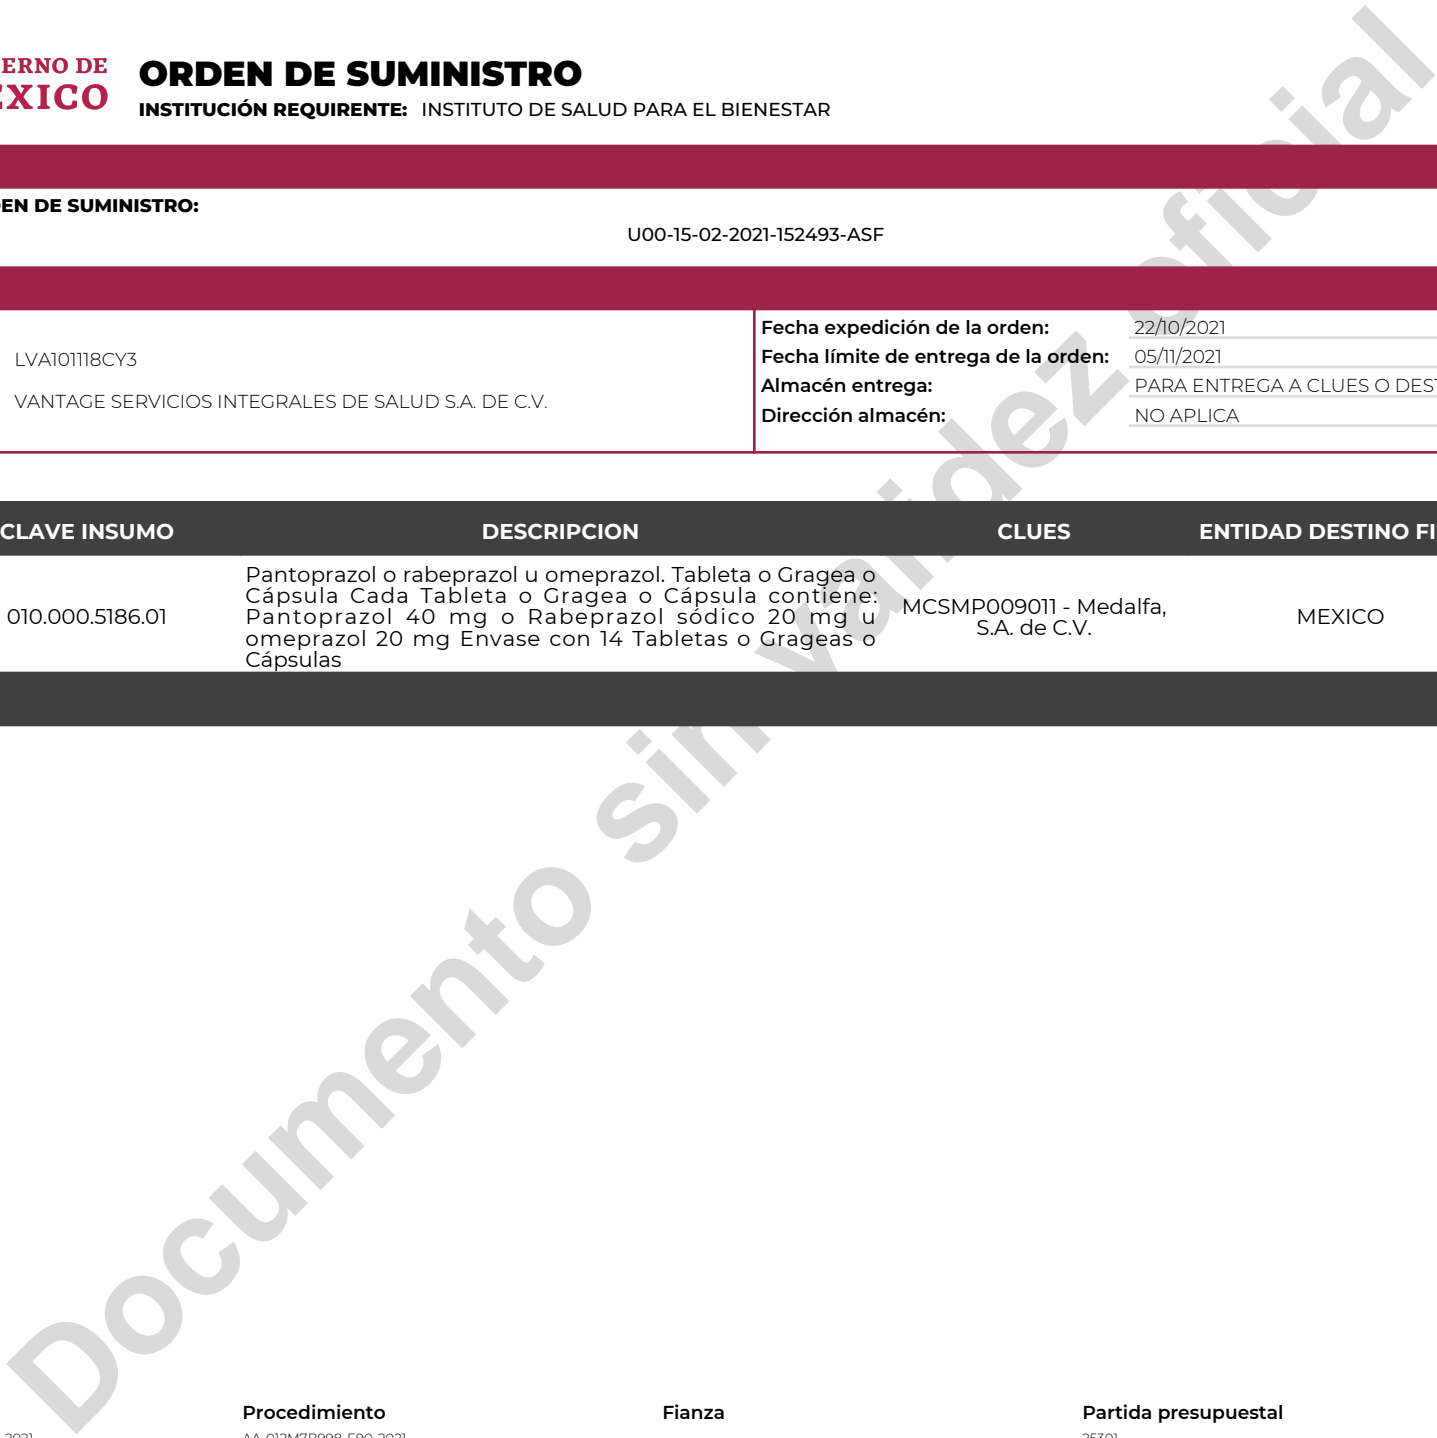 ERNO DE
EXICO
ORDEN DE SUMINISTRO
INSTITUCIÓN REQUIRENTE: INSTITUTO DE SALUD PARA EL BIENESTAR
EN DE SUMINISTRO:
U00-15-02-2021-152493-ASF
LVA101118CY3
VANTAGE SERVICIOS INTEGRALES DE SALUD S.A. DE C.V.
Fecha expedición de la orden: 22/10/2021
Fecha límite de entrega de la orden: 05/11/2021
Almacén entrega: PARA ENTREGA A CLUES O DEST
Dirección almacén: NO APLICA
CLAVE INSUMO DESCRIPCION CLUES ENTIDAD DESTINO FI
010.000.5186.01
Pantoprazol o rabeprazol u omeprazol. Tableta o Gragea o
Cápsula Cada Tableta o Gragea o Cápsula contiene:
Pantoprazol 40 mg o Rabeprazol sódico 20 mg u
omeprazol 20 mg Envase con 14 Tabletas o Grageas o
Cápsulas
MCSMP009011 - Medalfa,
S.A. de C.V.
MEXICO
Documento sin validez oficial
Procedimiento Fianza Partida presupuestal